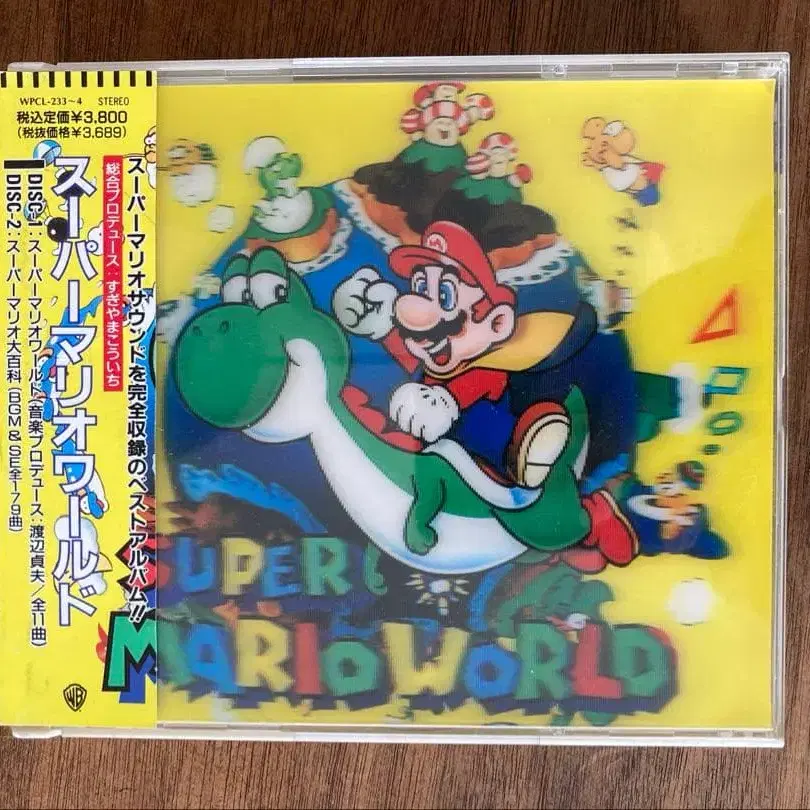 WPCL-233~4 STEREO
税込定価¥3,800
(税抜価格¥3,689)
スーパーマリオサウンドを完全収録のベストアルバム!!
総合プロデュース:すぎやまこういち
スーパーマリオワールド
DISC-1:スーパーマリオワールド(音楽プロデュース:渡辺貞夫/全11曲)
DISC-2:スーパーマリオ大百科(BGM&SE全179曲)
WB
M
SUPER
MARIO WORLD